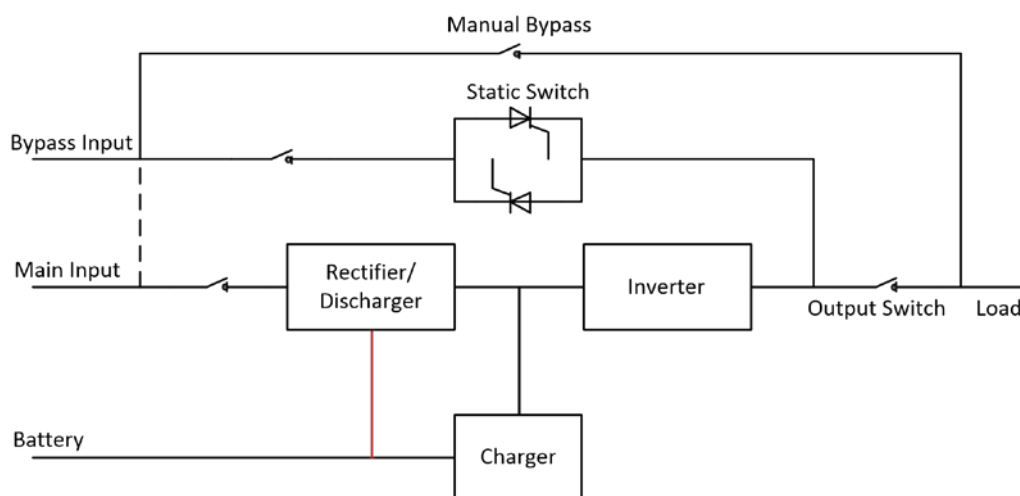 Manual Bypass
Static Switch
Bypass Input
Main Input
Rectifier/
Discharger
Inverter
Output Switch
Load
Battery
Charger